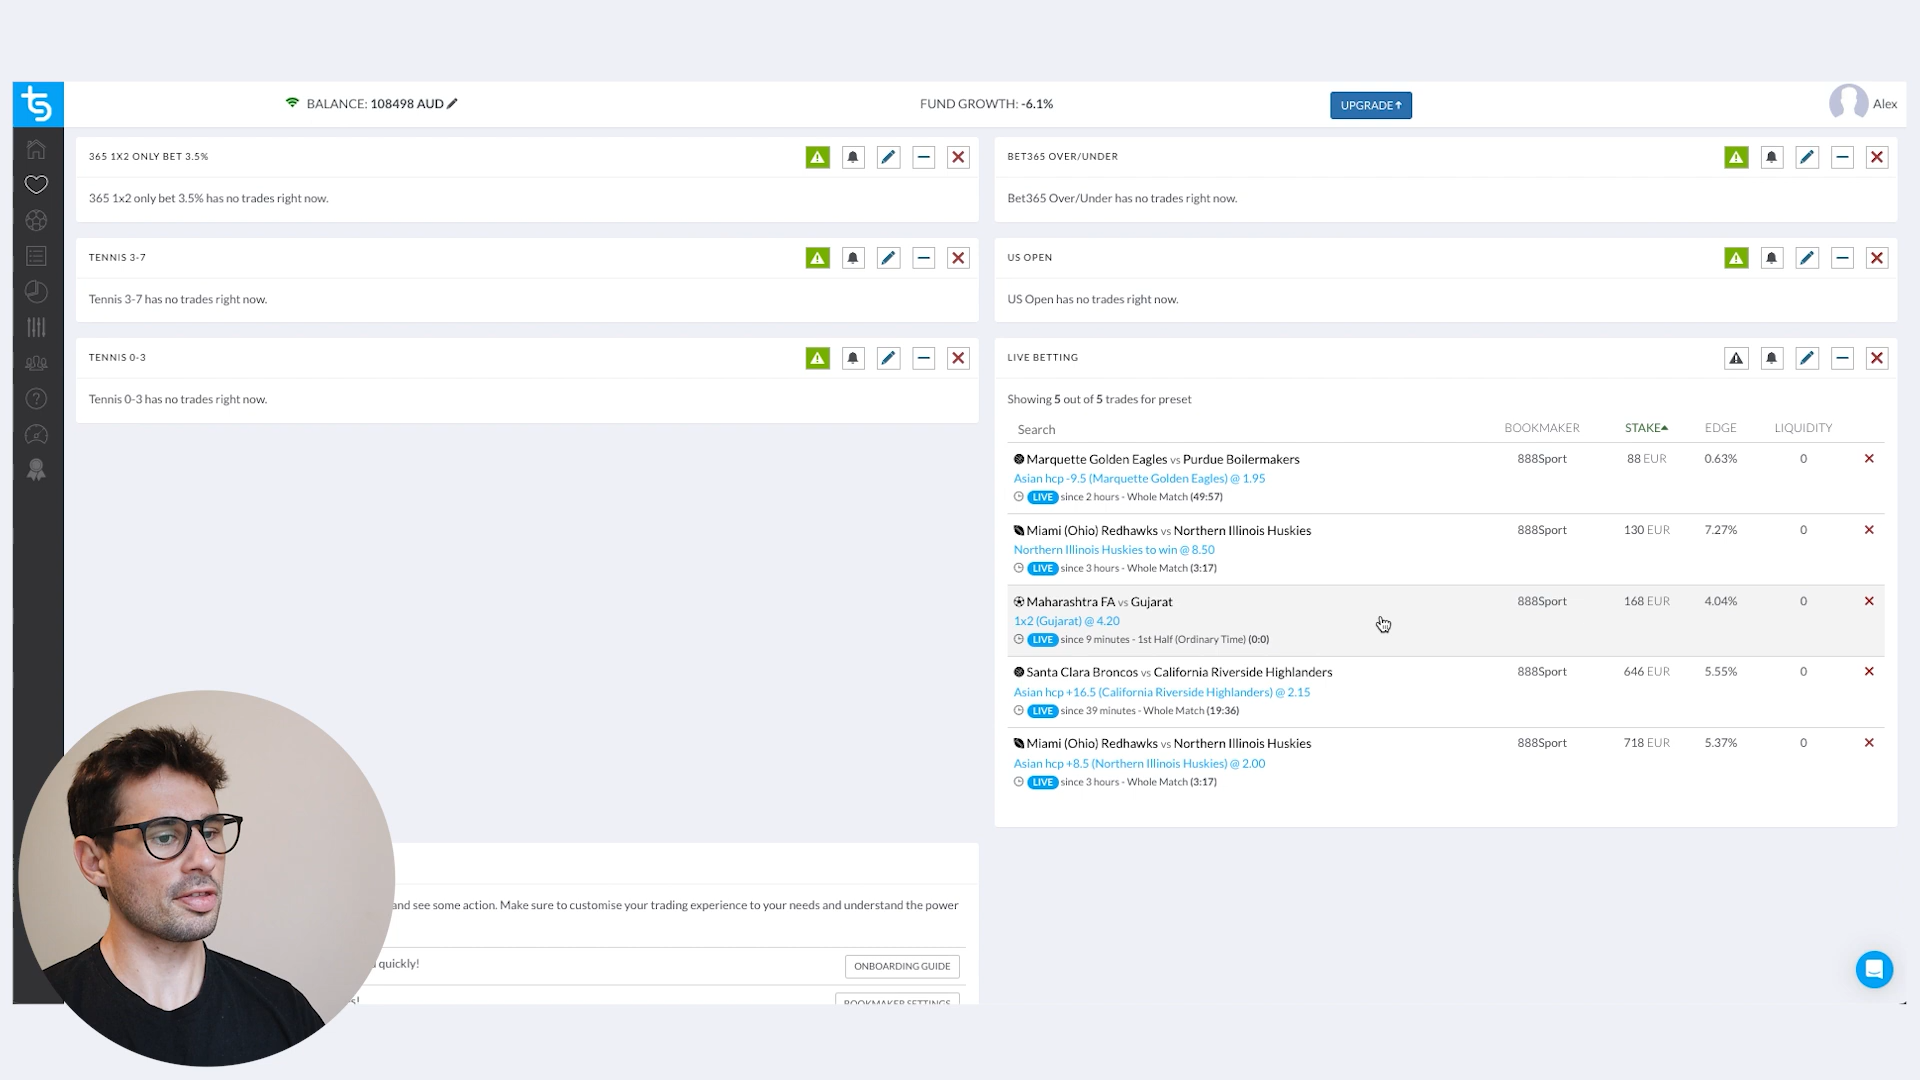 ts
BALANCE: 108498 AUD
FUND GROWTH: -6.1%
UPGRADE
Alex
365 1X2 ONLY BET 3.5%
365 1x2 only bet 3.5% has no trades right now.
BET365 OVER/UNDER
Bet365 Over/Under has no trades right now.
TENNIS 3-7
Tennis 3-7 has no trades right now.
US OPEN
US Open has no trades right now.
TENNIS 0-3
Tennis 0-3 has no trades right now.
LIVE BETTING
Showing 5 out of 5 trades for preset
Search BOOKMAKER STAKE EDGE LIQUIDITY
Marquette Golden Eagles vs Purdue Boilermakers 888Sport 88 EUR 0.63% 0
Asian hcp -9.5 (Marquette Golden Eagles) @ 1.95
LIVE since 2 hours - Whole Match (49:57)
Miami (Ohio) Redhawks vs Northern Illinois Huskies 888Sport 130 EUR 7.27% 0
Northern Illinois Huskies to win @ 8.50
LIVE since 3 hours - Whole Match (3:17)
Maharashtra FA vs Gujarat 888Sport 168 EUR 4.04% 0
1x2 (Gujarat) @ 4.20
LIVE since 9 minutes - 1st Half (Ordinary Time) (0:0)
Santa Clara Broncos vs California Riverside Highlanders 888Sport 646 EUR 5.55% 0
Asian hcp +16.5 (California Riverside Highlanders) @ 2.15
LIVE since 39 minutes - Whole Match (19:36)
Miami (Ohio) Redhawks vs Northern Illinois Huskies 888Sport 718 EUR 5.37% 0
Asian hcp +8.5 (Northern Illinois Huskies) @ 2.00
LIVE since 3 hours - Whole Match (3:17)
and see some action. Make sure to customise your trading experience to your needs and understand the power
quickly!
ONBOARDING GUIDE
BOOKMAKER SETTINGS